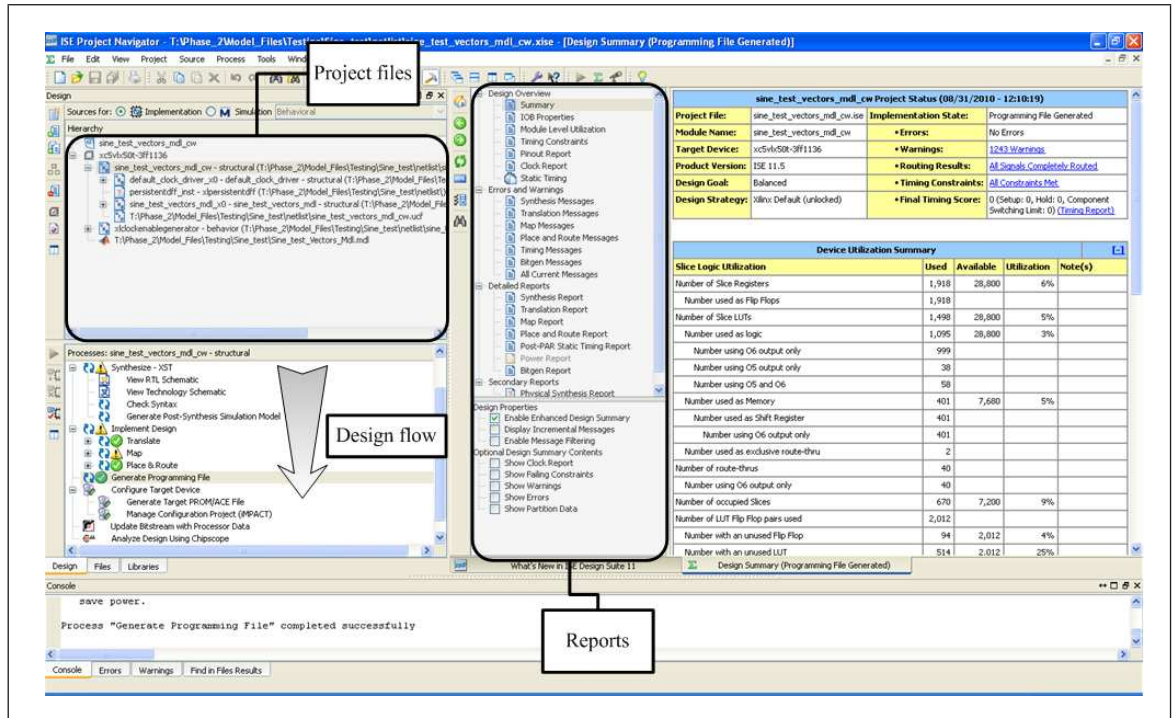 ISE Project Navigator - T:\Phase_2\Model_Files\Testing\Sine_test\netlist\sine_test_vectors_mdl_cw.xise - [Design Summary (Programming File Generated)]
File Edit View Project Source Process Tools Wind
Project files
Design
Sources for: Implementation Simulation Behavioral
Hierarchy
sine_test_vectors_mdl_cw
xc5vlx50t-3ff1136
sine_test_vectors_mdl_cw - structural (T:\Phase_2\Model_Files\Testing\Sine_test\netlist\s
default_clock_driver_x0 - default_clock_driver - structural (T:\Phase_2\Model_Files\Te
persistentdff_inst - xlpersistentdff (T:\Phase_2\Model_Files\Testing\Sine_test\netlist\)
sine_test_vectors_mdl_x0 - sine_test_vectors_mdl - structural (T:\Phase_2\Model_File
T:\Phase_2\Model_Files\Testing\Sine_test\netlist\sine_test_vectors_mdl_cw.ucf
xlclockenablegenerator - behavior (T:\Phase_2\Model_Files\Testing\Sine_test\netlist\sine_t
T:\Phase_2\Model_Files\Testing\Sine_test\Sine_test_Vectors_Mdl.mdl
Processes: sine_test_vectors_mdl_cw - structural
Synthesize - XST
View RTL Schematic
View Technology Schematic
Check Syntax
Generate Post-Synthesis Simulation Model
Implement Design
Translate
Map
Place & Route
Generate Programming File
Configure Target Device
Generate Target PROM/ACE File
Manage Configuration Project (iMPACT)
Update Bitstream with Processor Data
Analyze Design Using Chipscope
Design flow
Design Files Libraries
Design Overview
Summary
IOB Properties
Module Level Utilization
Timing Constraints
Pinout Report
Clock Report
Static Timing
Errors and Warnings
Synthesis Messages
Translation Messages
Map Messages
Place and Route Messages
Timing Messages
Bitgen Messages
All Current Messages
Detailed Reports
Synthesis Report
Translation Report
Map Report
Place and Route Report
Post-PAR Static Timing Report
Power Report
Bitgen Report
Secondary Reports
Physical Synthesis Report
Design Properties
Enable Enhanced Design Summary
Display Incremental Messages
Enable Message Filtering
Optional Design Summary Contents
Show Clock Report
Show Failing Constraints
Show Warnings
Show Errors
Show Partition Data
sine_test_vectors_mdl_cw Project Status (08/31/2010 - 12:10:19)
Project File: sine_test_vectors_mdl_cw.ise Implementation State: Programming File Generated
Module Name: sine_test_vectors_mdl_cw • Errors: No Errors
Target Device: xc5vlx50t-3ff1136 • Warnings: 1243 Warnings
Product Version: ISE 11.5 • Routing Results: All Signals Completely Routed
Design Goal: Balanced • Timing Constraints: All Constraints Met
Design Strategy: Xilinx Default (unlocked) • Final Timing Score: 0 (Setup: 0, Hold: 0, Component
Switching Limit: 0) (Timing Report)
Device Utilization Summary [-]
Slice Logic Utilization Used Available Utilization Note(s)
Number of Slice Registers 1,918 28,800 6%
Number used as Flip Flops 1,918
Number of Slice LUTs 1,498 28,800 5%
Number used as logic 1,095 28,800 3%
Number using O6 output only 999
Number using O5 output only 38
Number using O5 and O6 58
Number used as Memory 401 7,680 5%
Number used as Shift Register 401
Number using O6 output only 401
Number used as exclusive route-thru 2
Number of route-thrus 40
Number using O6 output only 40
Number of occupied Slices 670 7,200 9%
Number of LUT Flip Flop pairs used 2,012
Number with an unused Flip Flop 94 2,012 4%
Number with an unused LUT 514 2,012 25%
What's New in ISE Design Suite 11
Design Summary (Programming File Generated)
Console
save power.
Process "Generate Programming File" completed successfully
Reports
Console Errors Warnings Find in Files Results